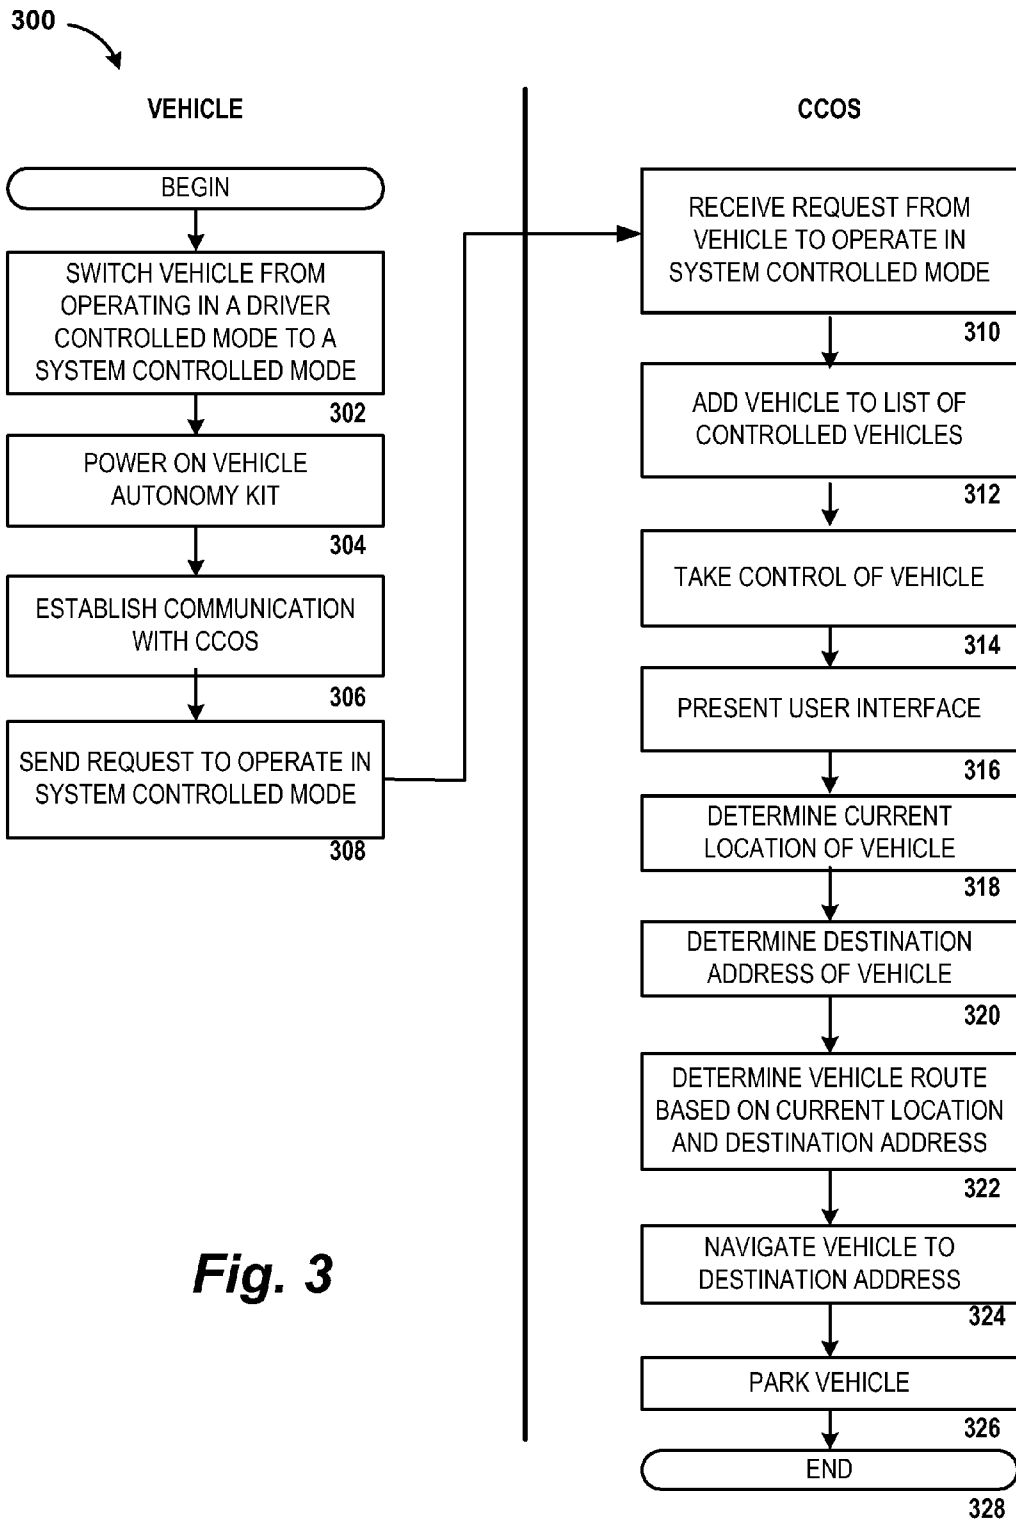 300
VEHICLE
BEGIN
SWITCH VEHICLE FROM
OPERATING IN A DRIVER
CONTROLLED MODE TO A
SYSTEM CONTROLLED MODE
302
POWER ON VEHICLE
AUTONOMY KIT
304
ESTABLISH COMMUNICATION
WITH CCOS
306
SEND REQUEST TO OPERATE IN
SYSTEM CONTROLLED MODE
308
CCOS
RECEIVE REQUEST FROM
VEHICLE TO OPERATE IN
SYSTEM CONTROLLED MODE
310
ADD VEHICLE TO LIST OF
CONTROLLED VEHICLES
312
TAKE CONTROL OF VEHICLE
314
PRESENT USER INTERFACE
316
DETERMINE CURRENT
LOCATION OF VEHICLE
318
DETERMINE DESTINATION
ADDRESS OF VEHICLE
320
DETERMINE VEHICLE ROUTE
BASED ON CURRENT LOCATION
AND DESTINATION ADDRESS
322
NAVIGATE VEHICLE TO
DESTINATION ADDRESS
324
PARK VEHICLE
326
END
328
Fig. 3